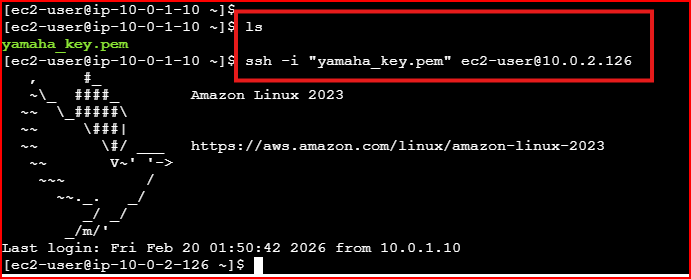 [ec2-user@ip-10-0-1-10 ~]$
[ec2-user@ip-10-0-1-10 ~]$ ls
yamaha_key.pem
[ec2-user@ip-10-0-1-10 ~]$ ssh -i "yamaha_key.pem" ec2-user@10.0.2.126
   ,     #_
   ~\_  ####_        Amazon Linux 2023
  ~~  \_#####\
  ~~     \###|
  ~~       \#/ ___   https://aws.amazon.com/linux/amazon-linux-2023
   ~~       V~' '->
    ~~~         /
      ~~._.   _/
         _/ _/
       _/m/'
Last login: Fri Feb 20 01:50:42 2026 from 10.0.1.10
[ec2-user@ip-10-0-2-126 ~]$